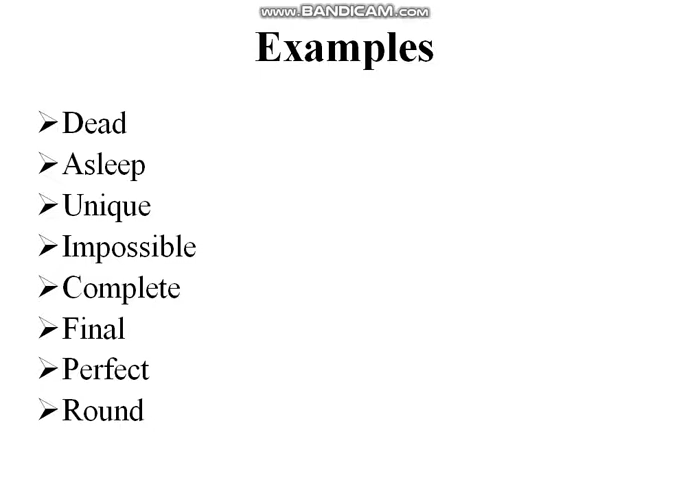 www.BANDICAM.com
Examples
Dead
Asleep
Unique
Impossible
Complete
Final
Perfect
Round